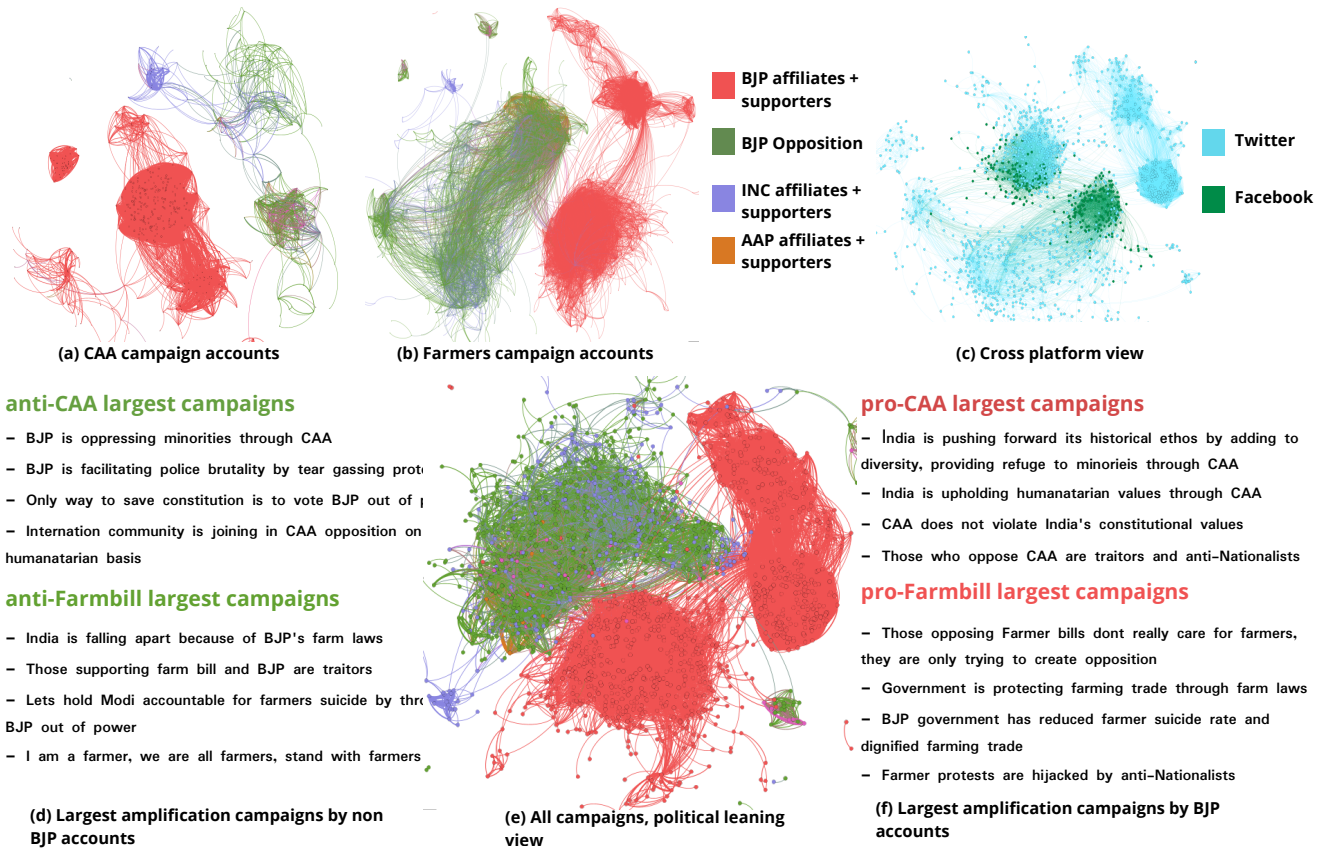 BJP affiliates +
supporters
BJP Opposition
INC affiliates +
supporters
AAP affiliates +
supporters
Twitter
Facebook
(a) CAA campaign accounts
(b) Farmers campaign accounts
(c) Cross platform view
anti-CAA largest campaigns
– BJP is oppressing minorities through CAA
– BJP is facilitating police brutality by tear gassing prote
– Only way to save constitution is to vote BJP out of
– Internation community is joining in CAA opposition on
humanatarian basis
anti-Farmbill largest campaigns
– India is falling apart because of BJP's farm laws
– Those supporting farm bill and BJP are traitors
– Lets hold Modi accountable for farmers suicide by thro
BJP out of power
– I am a farmer, we are all farmers, stand with farmers
(d) Largest amplification campaigns by non
BJP accounts
(e) All campaigns, political leaning
view
pro-CAA largest campaigns
– India is pushing forward its historical ethos by adding to
diversity, providing refuge to minorieis through CAA
– India is upholding humanatarian values through CAA
– CAA does not violate India's constitutional values
– Those who oppose CAA are traitors and anti–Nationalists
pro-Farmbill largest campaigns
– Those opposing Farmer bills dont really care for farmers,
they are only trying to create opposition
– Government is protecting farming trade through farm laws
– BJP government has reduced farmer suicide rate and
dignified farming trade
– Farmer protests are hijacked by anti–Nationalists
(f) Largest amplification campaigns by BJP
accounts